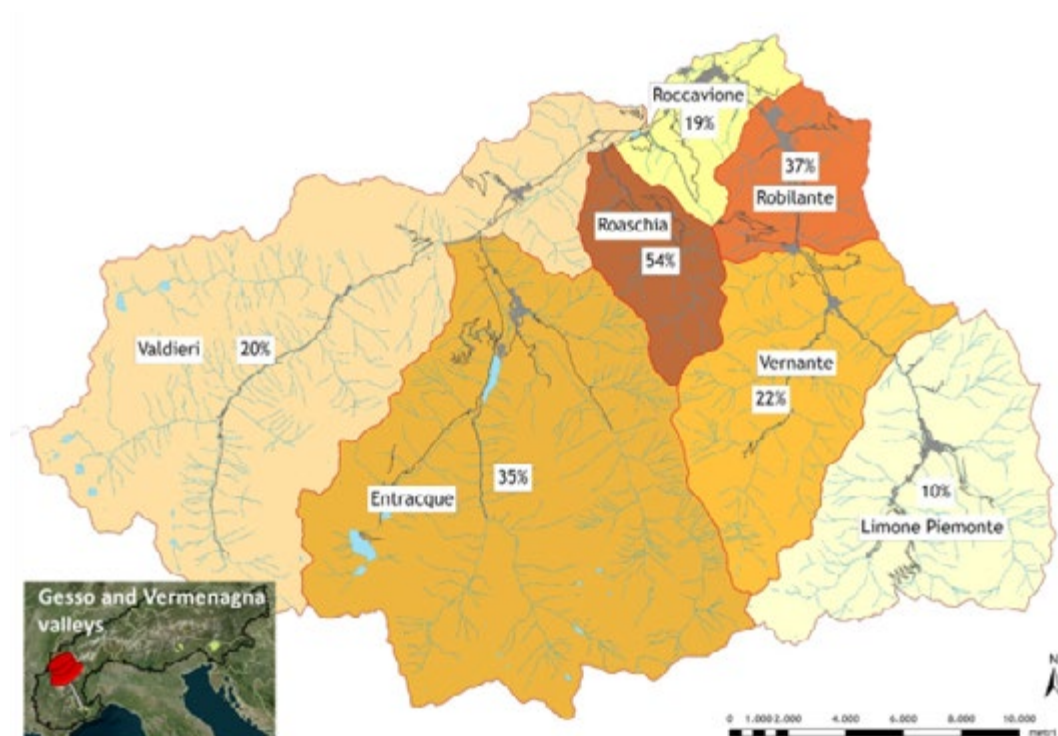 Roccavione
19%
37%
Robilante
Roaschia
54%
Valdieri
20%
Vernante
22%
35%
Entracque
10%
Limone Piemonte
Gesso and Vermenagna
valleys
N
0 1.000 2.000 4.000 6.000 8.000 10.000